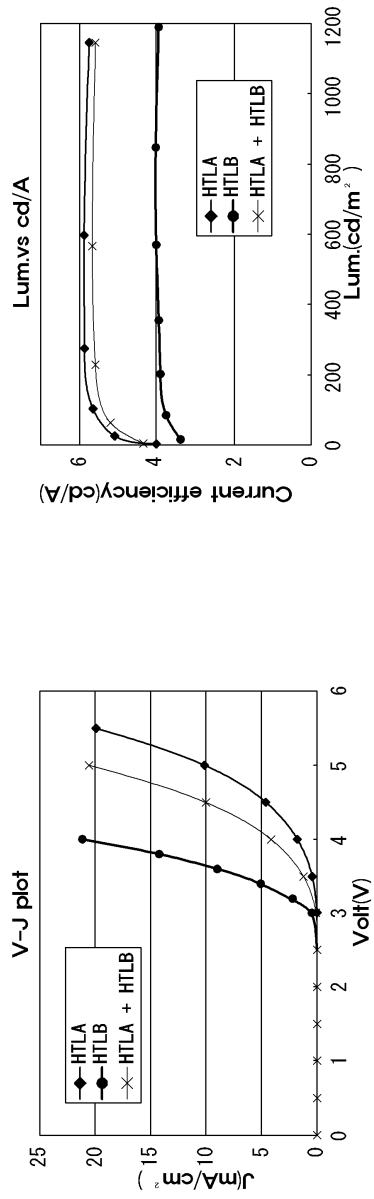 V-J plot
J(mA/cm²)
25
20
15
10
5
0
HTLA
HTLB
HTLA + HTLB
0
1
2
3
4
5
6
Volt(V)
Lum.vs cd/A
Current efficiency(cd/A)
6
4
2
0
HTLA
HTLB
HTLA + HTLB
0
200
400
600
800
1000
1200
Lum.(cd/m²)